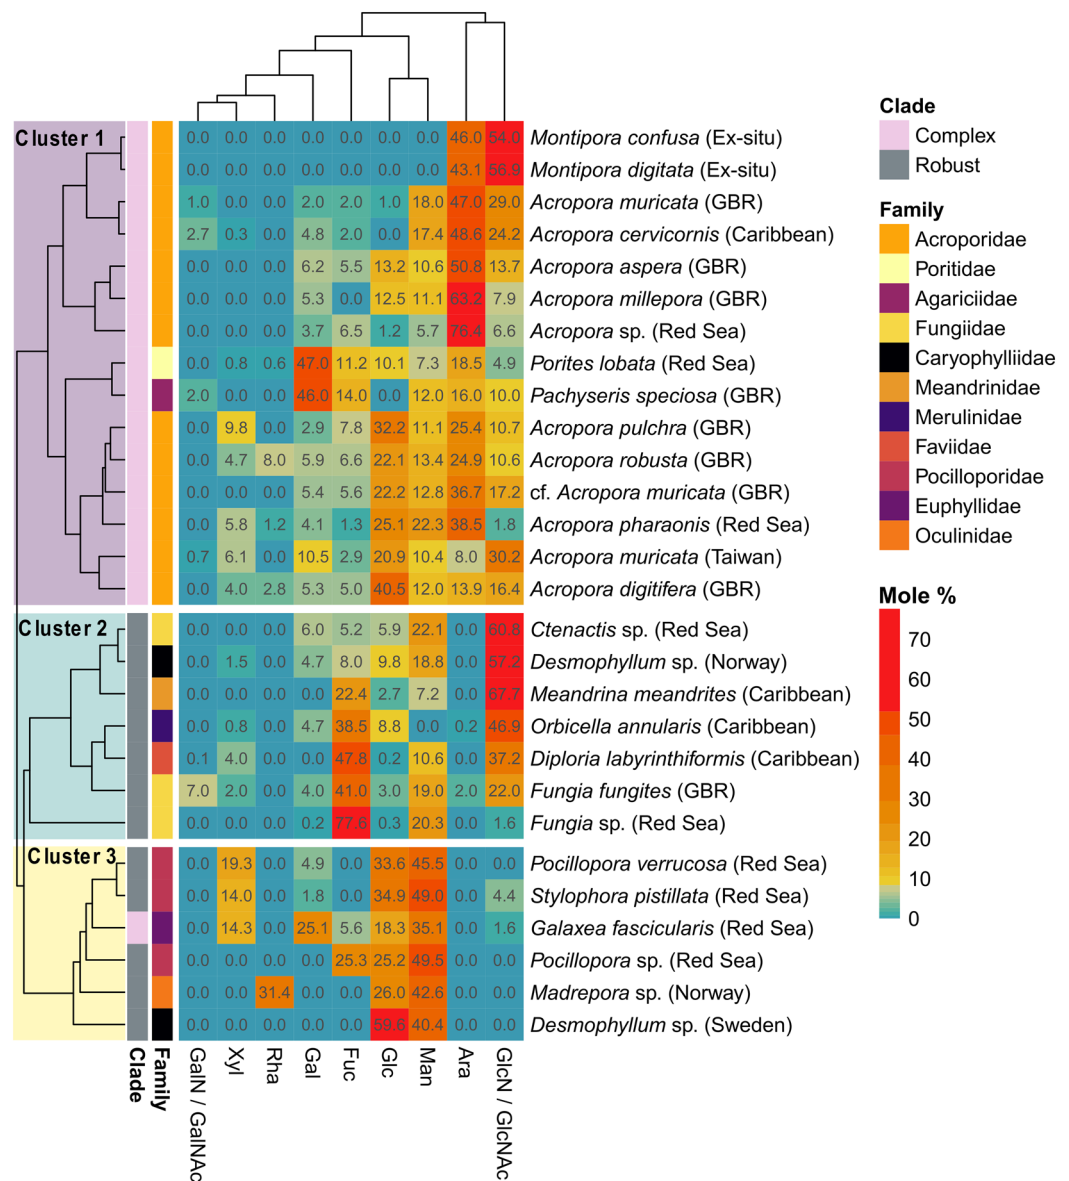 Cluster 1
0.0 0.0 0.0 0.0 0.0 0.0 0.0 46.0 54.0 Montipora confusa (Ex-situ)
0.0 0.0 0.0 0.0 0.0 0.0 0.0 43.1 56.9 Montipora digitata (Ex-situ)
1.0 0.0 0.0 2.0 2.0 1.0 18.0 47.0 29.0 Acropora muricata (GBR)
2.7 0.3 0.0 4.8 2.0 0.0 17.4 48.6 24.2 Acropora cervicornis (Caribbean)
0.0 0.0 0.0 6.2 5.5 13.2 10.6 50.8 13.7 Acropora aspera (GBR)
0.0 0.0 0.0 5.3 0.0 12.5 11.1 63.2 7.9 Acropora millepora (GBR)
0.0 0.0 0.0 3.7 6.5 1.2 5.7 76.4 6.6 Acropora sp. (Red Sea)
0.0 0.8 0.6 47.0 11.2 10.1 7.3 18.5 4.9 Porites lobata (Red Sea)
2.0 0.0 0.0 46.0 14.0 0.0 12.0 16.0 10.0 Pachyseris speciosa (GBR)
0.0 9.8 0.0 2.9 7.8 32.2 11.1 25.4 10.7 Acropora pulchra (GBR)
0.0 4.7 8.0 5.9 6.6 22.1 13.4 24.9 10.6 Acropora robusta (GBR)
0.0 0.0 0.0 5.4 5.6 22.2 12.8 36.7 17.2 cf. Acropora muricata (GBR)
0.0 5.8 1.2 4.1 1.3 25.1 22.3 38.5 1.8 Acropora pharaonis (Red Sea)
0.7 6.1 0.0 10.5 2.9 20.9 10.4 8.0 30.2 Acropora muricata (Taiwan)
0.0 4.0 2.8 5.3 5.0 40.5 12.0 13.9 16.4 Acropora digitifera (GBR)
Cluster 2
0.0 0.0 0.0 6.0 5.2 5.9 22.1 0.0 60.8 Ctenactis sp. (Red Sea)
0.0 1.5 0.0 4.7 8.0 9.8 18.8 0.0 57.2 Desmophyllum sp. (Norway)
0.0 0.0 0.0 0.0 22.4 2.7 7.2 0.0 67.7 Meandrina meandrites (Caribbean)
0.0 0.8 0.0 4.7 38.5 8.8 0.0 0.2 46.9 Orbicella annularis (Caribbean)
0.1 4.0 0.0 0.0 47.8 0.2 10.6 0.0 37.2 Diploria labyrinthiformis (Caribbean)
7.0 2.0 0.0 4.0 41.0 3.0 19.0 2.0 22.0 Fungia fungites (GBR)
0.0 0.0 0.0 0.2 77.6 0.3 20.3 0.0 1.6 Fungia sp. (Red Sea)
Cluster 3
0.0 19.3 0.0 4.9 0.0 33.6 45.5 0.0 0.0 Pocillopora verrucosa (Red Sea)
0.0 14.0 0.0 1.8 0.0 34.9 49.0 0.0 4.4 Stylophora pistillata (Red Sea)
0.0 14.3 0.0 25.1 5.6 18.3 35.1 0.0 1.6 Galaxea fascicularis (Red Sea)
0.0 0.0 0.0 0.0 25.3 25.2 49.5 0.0 0.0 Pocillopora sp. (Red Sea)
0.0 0.0 31.4 0.0 0.0 26.0 42.6 0.0 0.0 Madrepora sp. (Norway)
0.0 0.0 0.0 0.0 0.0 59.6 40.4 0.0 0.0 Desmophyllum sp. (Sweden)
Clade
Family
GalN / GalNAc
Xyl
Rha
Gal
Fuc
Glc
Man
Ara
GlcN / GlcNAc
Clade
Complex
Robust
Family
Acroporidae
Poritidae
Agariciidae
Fungiidae
Caryophylliidae
Meandrinidae
Merulinidae
Faviidae
Pocilloporidae
Euphyllidae
Oculinidae
Mole %
70
60
50
40
30
20
10
0